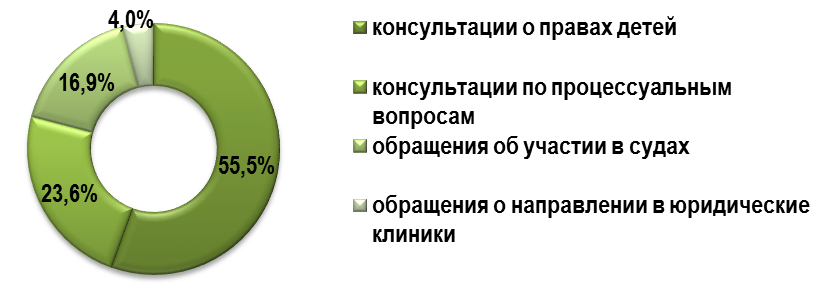 4,0%
16,9%
55,5%
23,6%
консультации о правах детей
консультации по процессуальным
вопросам
обращения об участии в судах
обращения о направлении в юридические
клиники